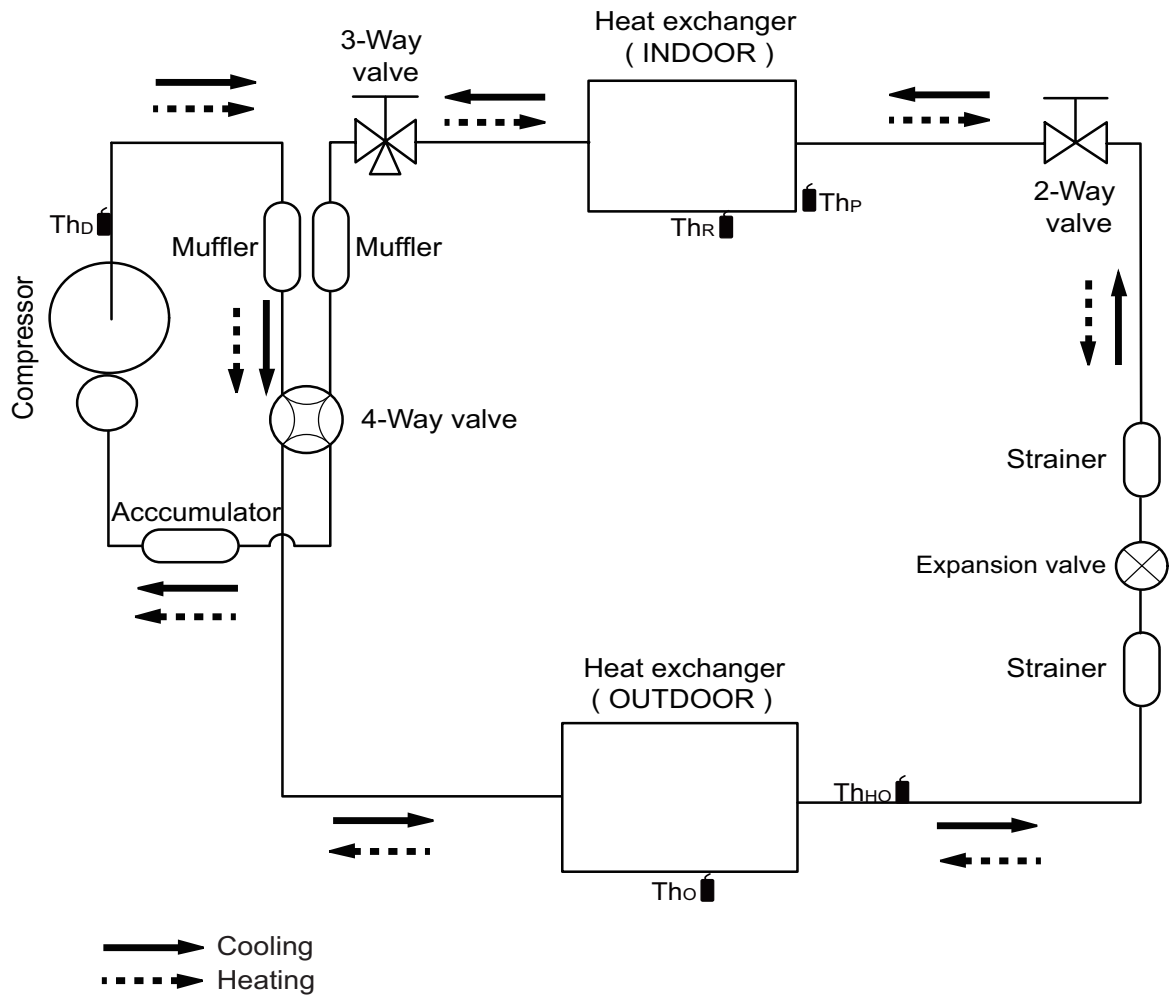 Heat exchanger
( INDOOR )
3-Way
valve
2-Way
valve
ThD
ThP
ThR
Muffler
Muffler
Compressor
4-Way valve
Strainer
Acccumulator
Expansion valve
Strainer
Heat exchanger
( OUTDOOR )
ThHO
ThO
Cooling
Heating